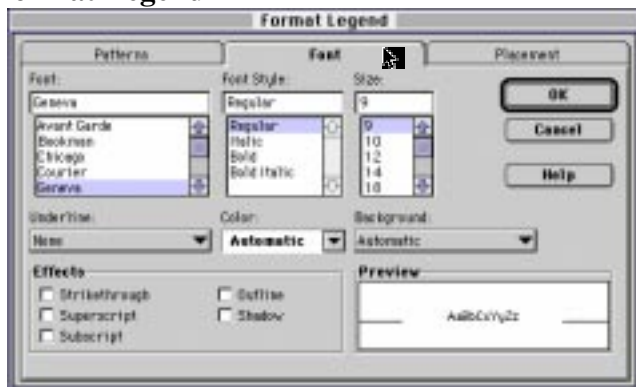 Format Legend
Patterns Font Placement
Font: Font Style: Size:
Geneva Regular 9 OK
Avant Garde Regular 9 Cancel
Bookman Italic 10
Chicago Bold 12
Courier Bold Italic 14 Help
Geneva 18
Underline: Color: Background:
None Automatic Automatic
Effects Preview
Strikethrough Outline
Superscript Shadow AaBbCcYyZz
Subscript